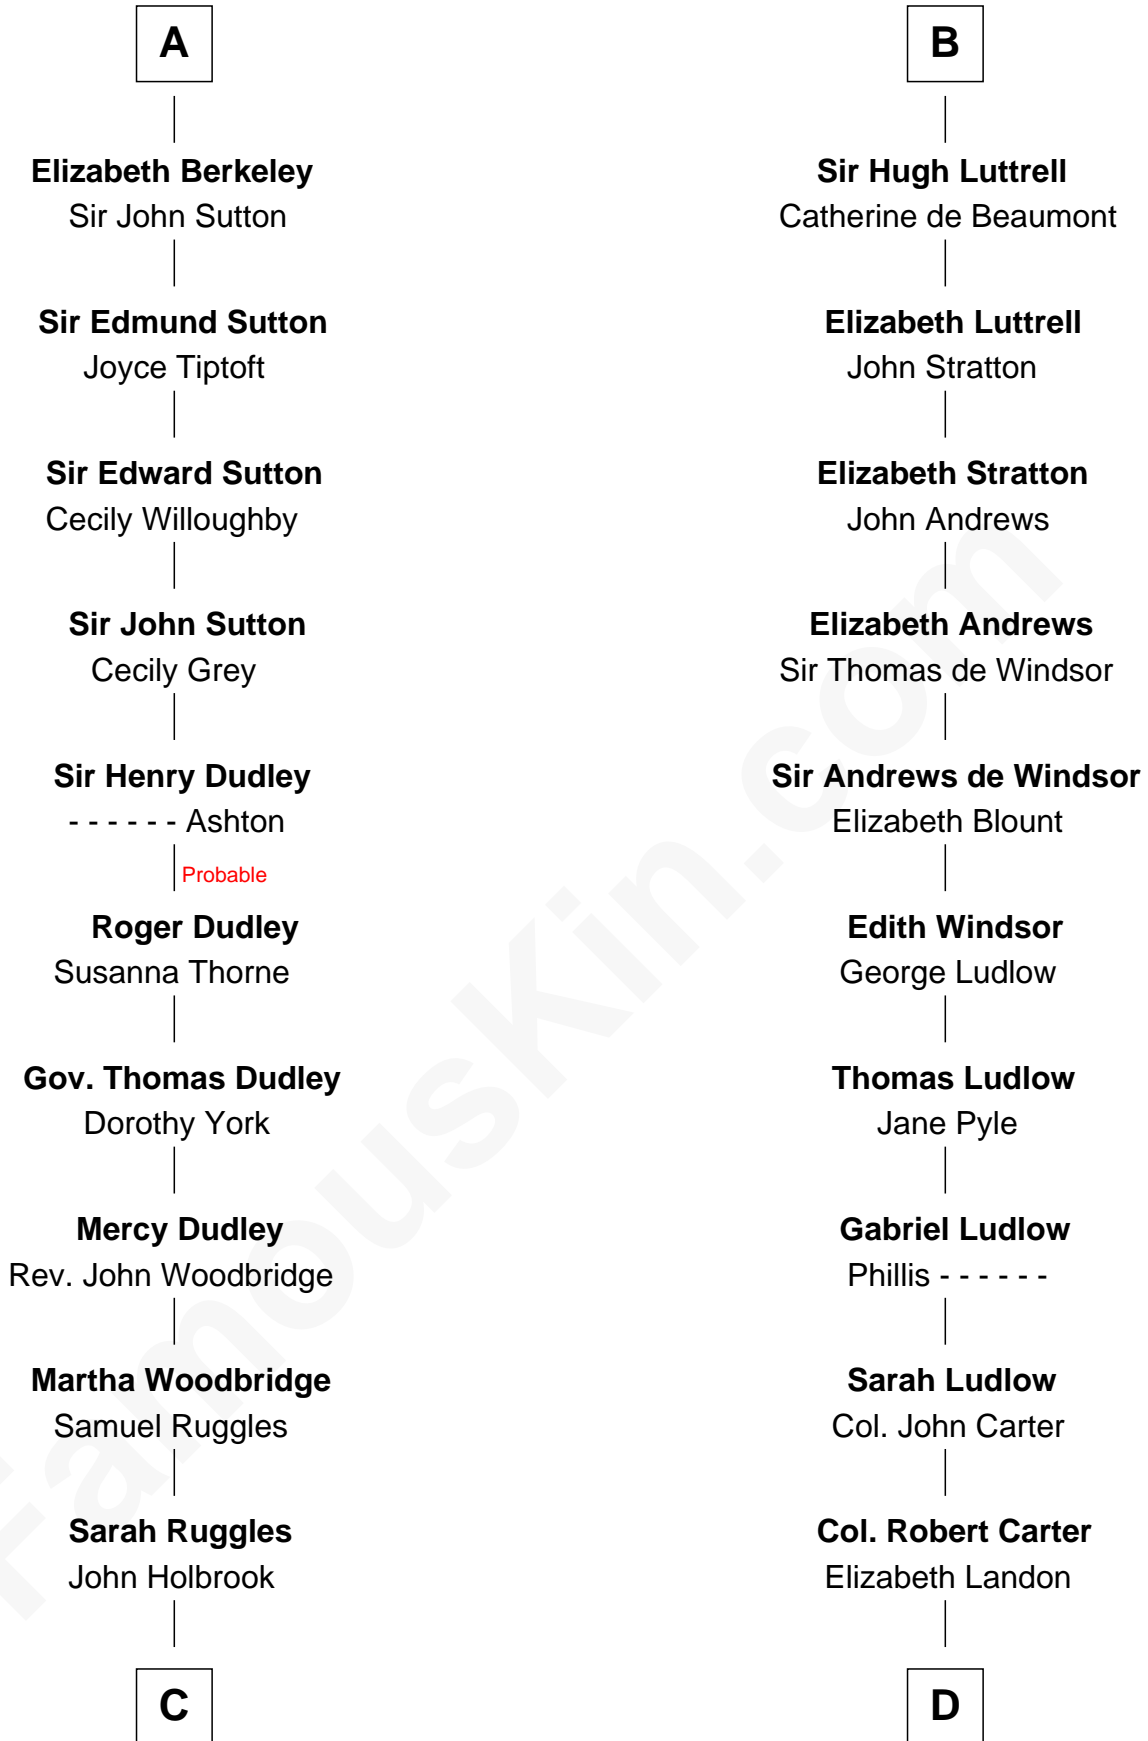 A
Elizabeth Berkeley
Sir John Sutton
Sir Edmund Sutton
Joyce Tiptoft
Sir Edward Sutton
Cecily Willoughby
Sir John Sutton
Cecily Grey
Sir Henry Dudley
- - - - - - Ashton
Probable
Roger Dudley
Susanna Thorne
Gov. Thomas Dudley
Dorothy York
Mercy Dudley
Rev. John Woodbridge
Martha Woodbridge
Samuel Ruggles
Sarah Ruggles
John Holbrook
C
B
Sir Hugh Luttrell
Catherine de Beaumont
Elizabeth Luttrell
John Stratton
Elizabeth Stratton
John Andrews
Elizabeth Andrews
Sir Thomas de Windsor
Sir Andrews de Windsor
Elizabeth Blount
Edith Windsor
George Ludlow
Thomas Ludlow
Jane Pyle
Gabriel Ludlow
Phillis - - - - - -
Sarah Ludlow
Col. John Carter
Col. Robert Carter
Elizabeth Landon
D
FamousKin.com